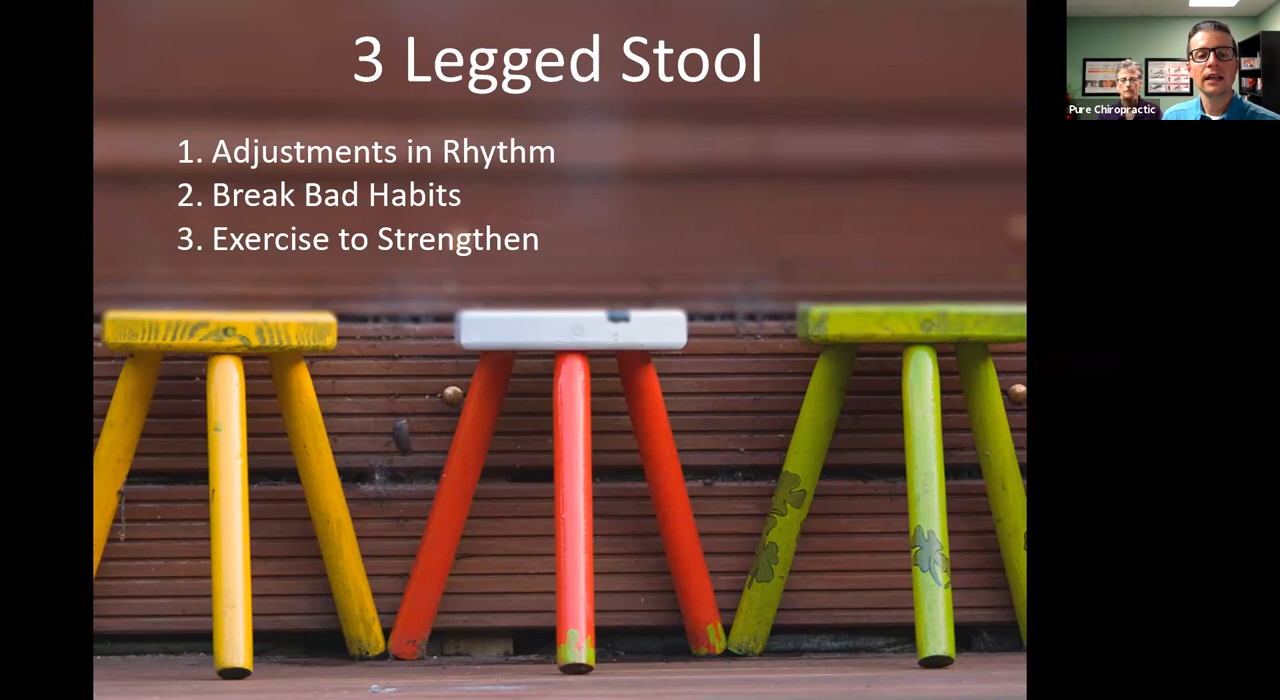 3 Legged Stool
1. Adjustments in Rhythm
2. Break Bad Habits
3. Exercise to Strengthen
Pure Chiropractic